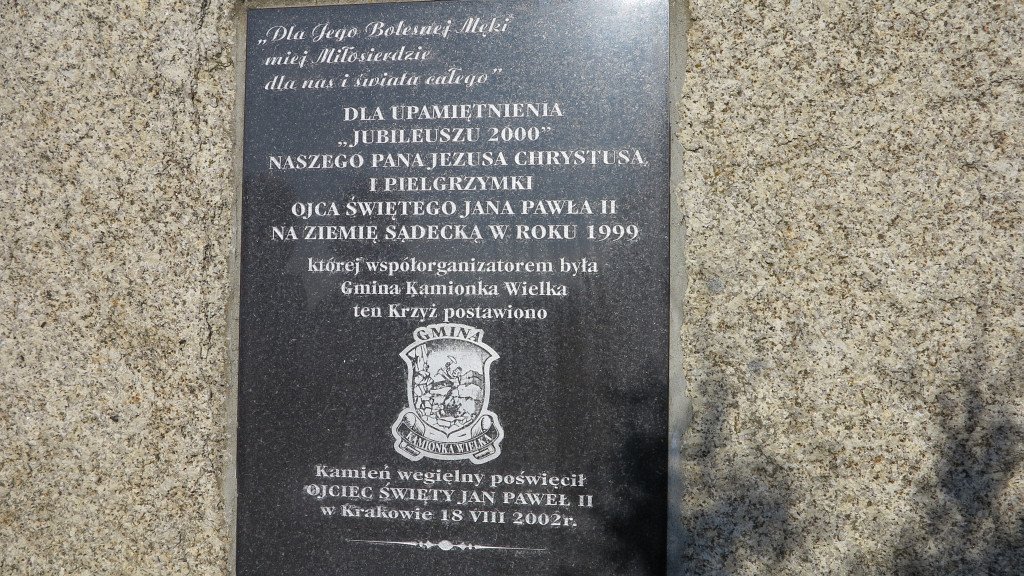 „Dla Jego Bolesnej Męki
miej Miłosierdzie
dla nas i świata całego”
DLA UPAMIĘTNIENIA
„JUBILEUSZU 2000”
NASZEGO PANA JEZUSA CHRYSTUSA
I PIELGRZYMKI
OJCA ŚWIĘTEGO JANA PAWŁA II
NA ZIEMIĘ SĄDECKĄ W ROKU 1999
której współorganizatorem była
Gmina Kamionka Wielka
ten Krzyż postawiono
GMINA
KAMIONKA WIELKA
Kamień węgielny poświęcił
OJCIEC ŚWIĘTY JAN PAWEŁ II
w Krakowie 18 VIII 2002r.